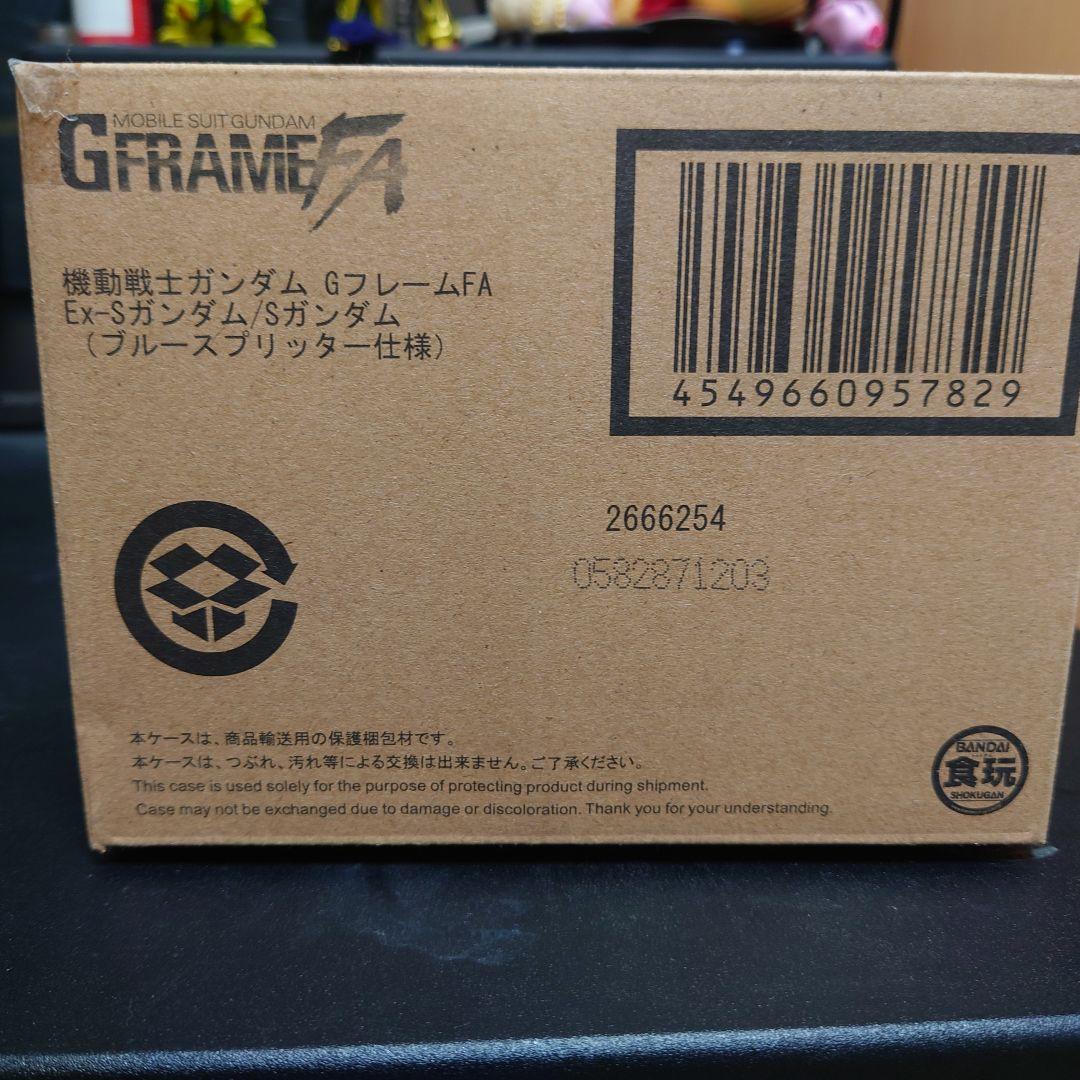 MOBILE SUIT GUNDAM
GFRAMEFA
機動戦士ガンダム GフレームFA
Ex-Sガンダム/Sガンダム
(ブルースプリッター仕様)
4549660957829
2666254
0582871203
本ケースは、商品輸送用の保護梱包材です。
本ケースは、つぶれ、汚れ等による交換は出来ません。ご了承ください。
This case is used solely for the purpose of protecting product during shipment.
Case may not be exchanged due to damage or discoloration. Thank you for your understanding.
BANDAI
食玩
SHOKUGAN